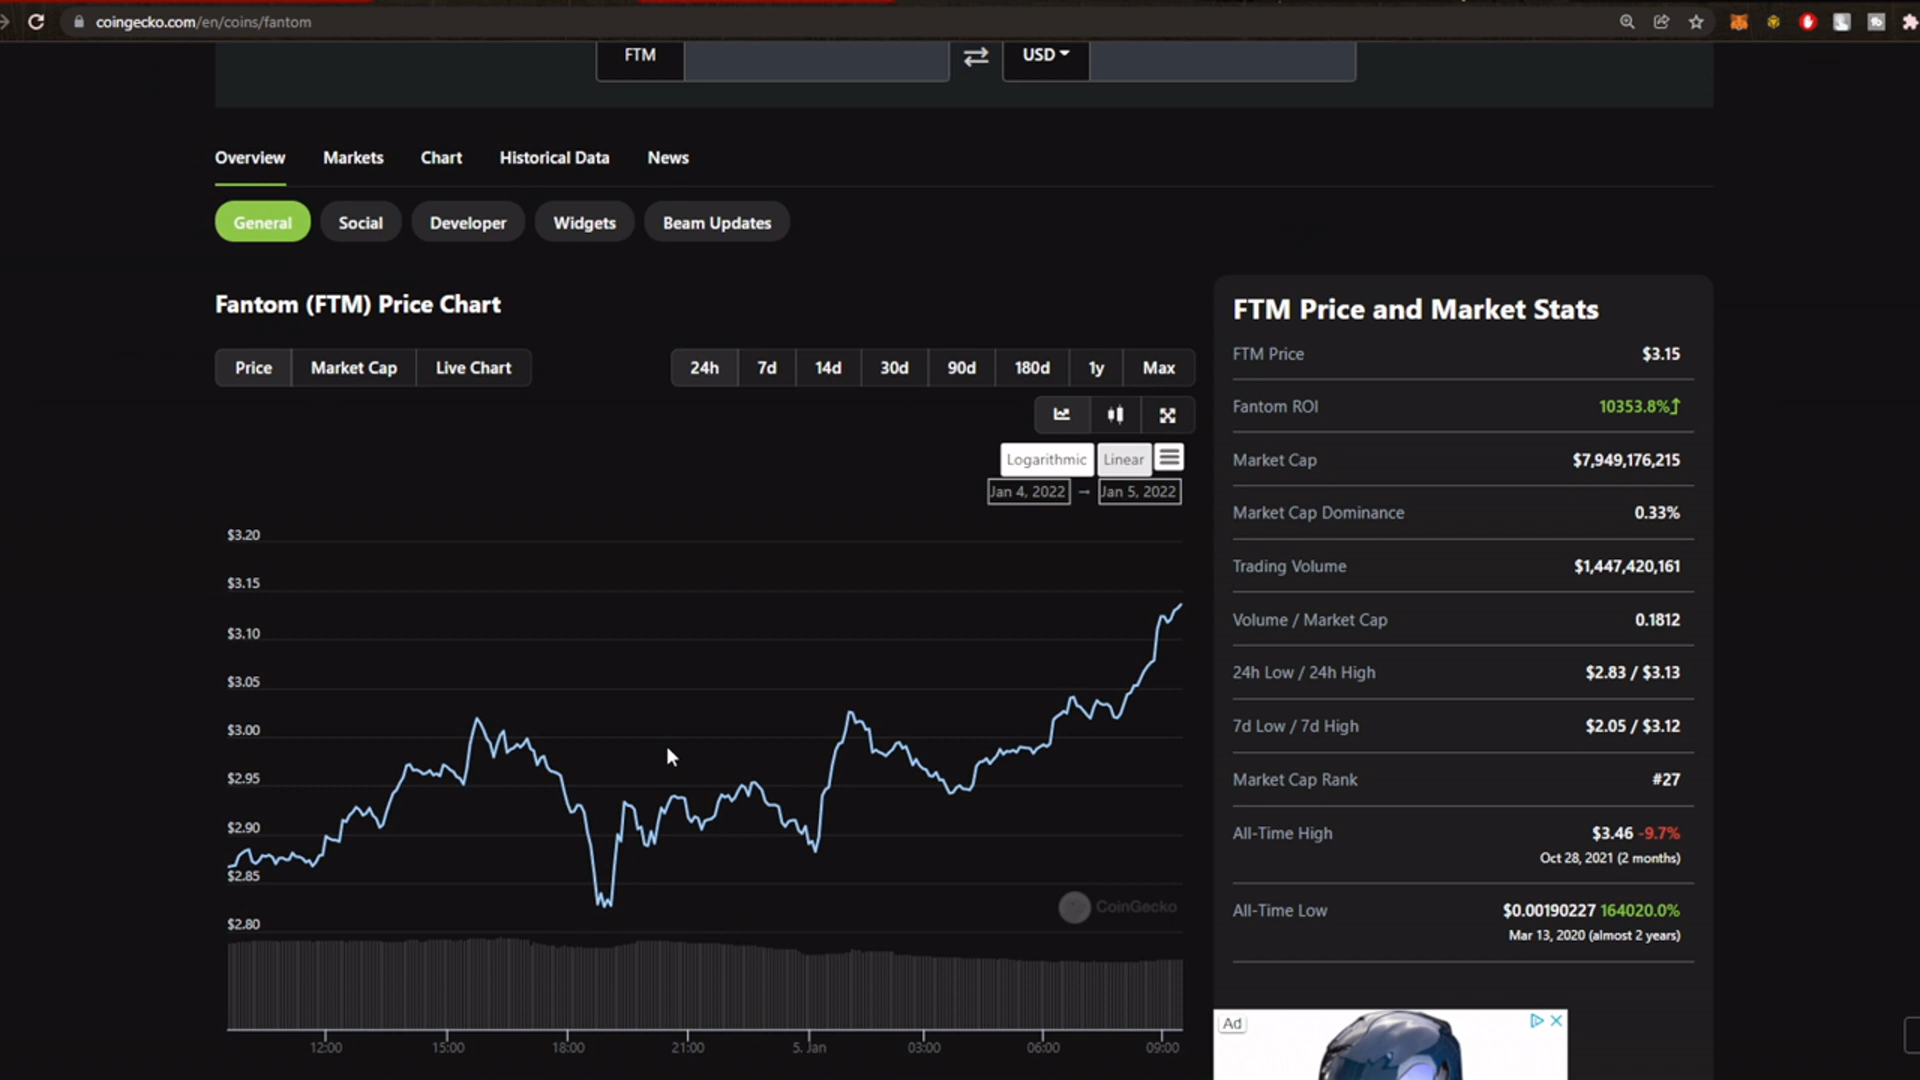 coingecko.com/en/coins/fantom
FTM
USD
Overview Markets Chart Historical Data News
General Social Developer Widgets Beam Updates
Fantom (FTM) Price Chart
Price Market Cap Live Chart
24h 7d 14d 30d 90d 180d 1y Max
Logarithmic Linear
Jan 4, 2022 → Jan 5, 2022
$3.20
$3.15
$3.10
$3.05
$3.00
$2.95
$2.90
$2.85
$2.80
CoinGecko
12:00 15:00 18:00 21:00 5. Jan 03:00 06:00 09:00
FTM Price and Market Stats
FTM Price $3.15
Fantom ROI 10353.8%
Market Cap $7,949,176,215
Market Cap Dominance 0.33%
Trading Volume $1,447,420,161
Volume / Market Cap 0.1812
24h Low / 24h High $2.83 / $3.13
7d Low / 7d High $2.05 / $3.12
Market Cap Rank #27
All-Time High $3.46 -9.7%
Oct 28, 2021 (2 months)
All-Time Low $0.00190227 164020.0%
Mar 13, 2020 (almost 2 years)
Ad